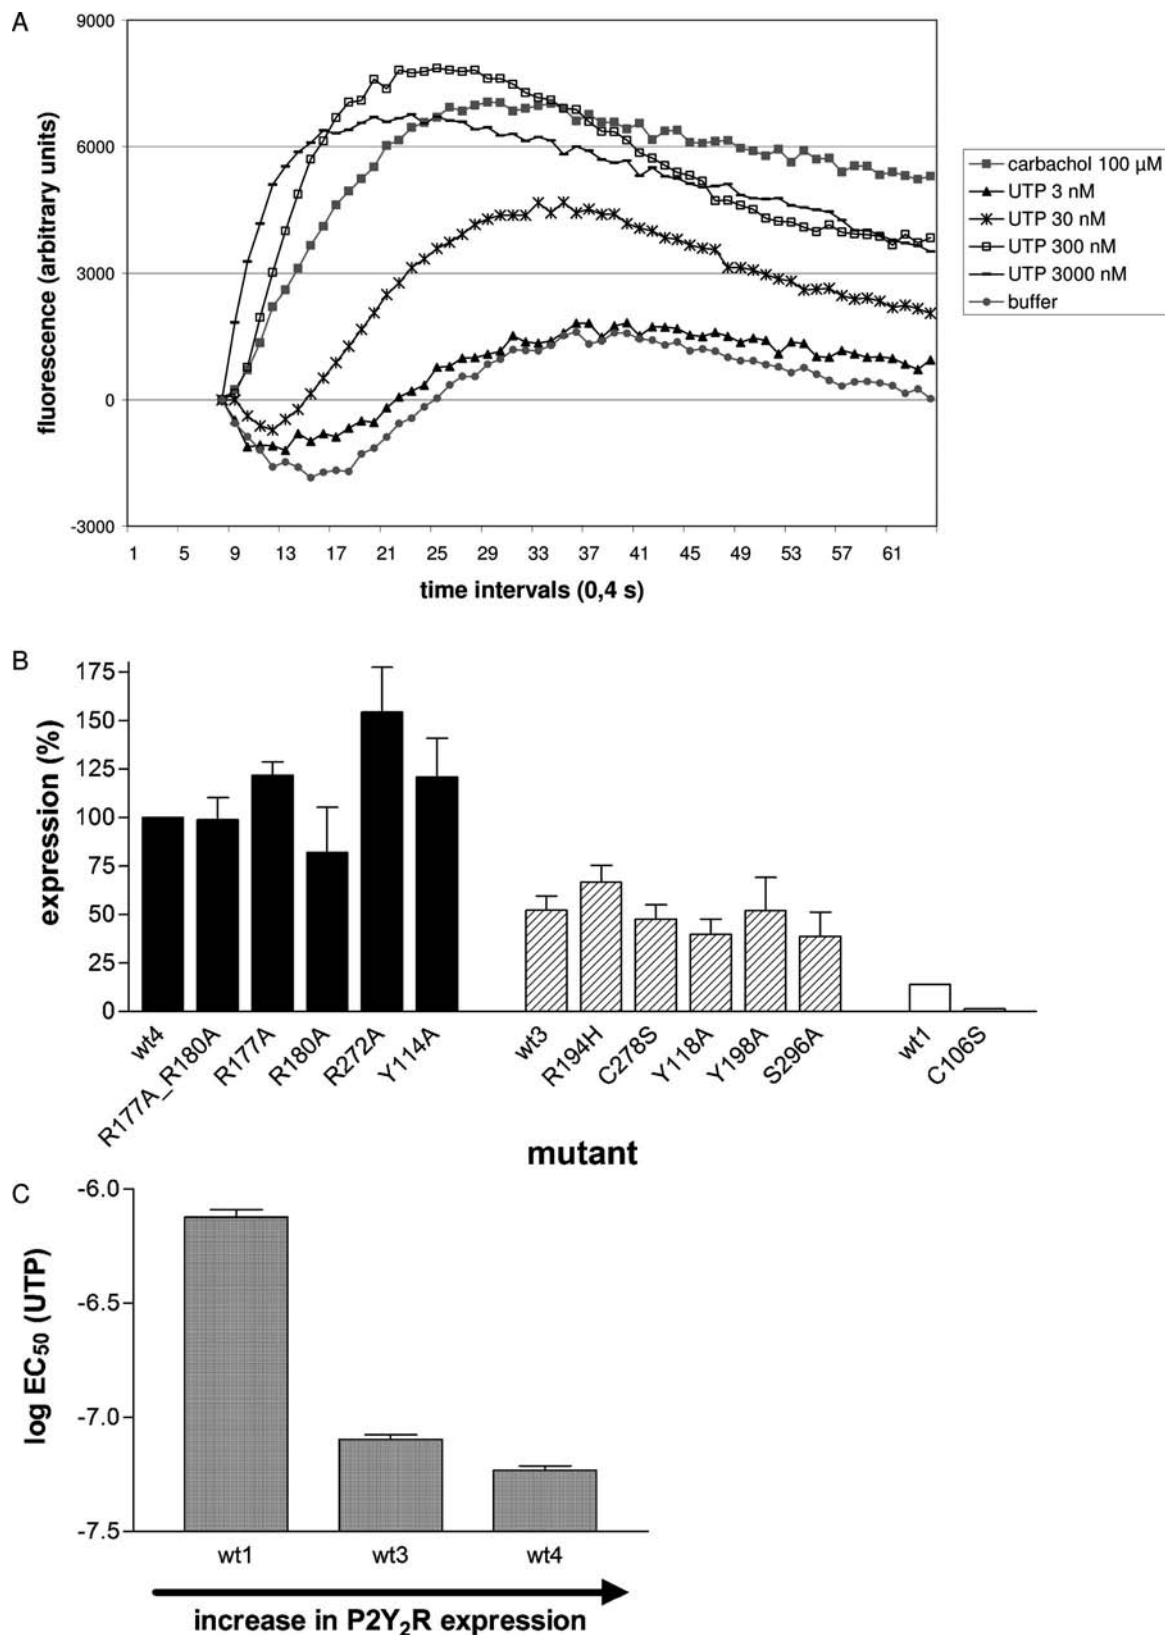 A
9000
6000
3000
0
-3000
fluorescence (arbitrary units)
1 5 9 13 17 21 25 29 33 37 41 45 49 53 57 61
time intervals (0,4 s)
carbachol 100 µM
UTP 3 nM
UTP 30 nM
UTP 300 nM
UTP 3000 nM
buffer
B
175
150
125
100
75
50
25
0
expression (%)
wt4
R177A_R180A
R177A
R180A
R272A
Y114A
wt3
R194H
C278S
Y118A
Y198A
S296A
wt1
C106S
mutant
C
-6.0
-6.5
-7.0
-7.5
log EC₅₀ (UTP)
wt1 wt3 wt4
increase in P2Y₂R expression